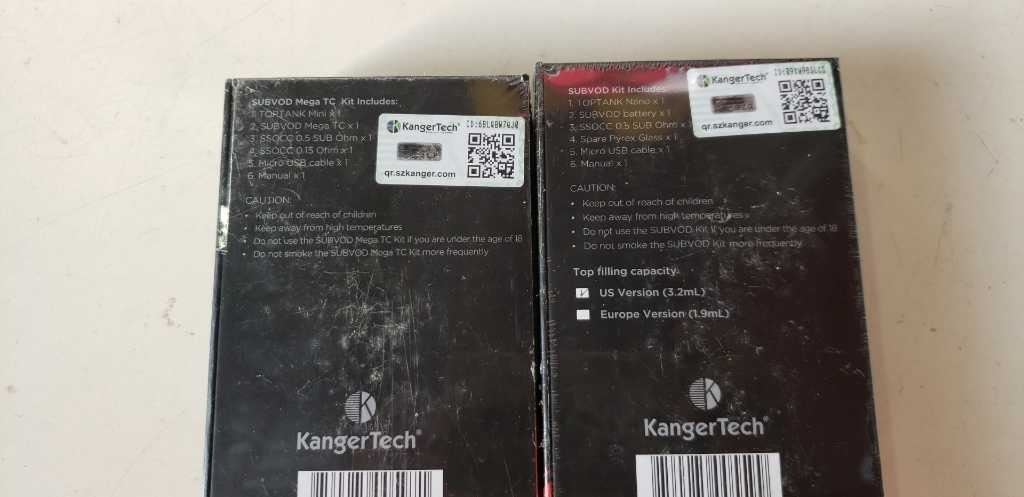 SUBVOD Mega TC Kit Includes:
1. TOPTANK Mini x 1
2. SUBVOD Mega TC x 1
3. SSOCC 0.5 SUB Ohm x 1
4. SSOCC 0.15 Ohm x 1
5. Micro USB cable x 1
6. Manual x 1
KangerTech
qr.szkanger.com
CAUTION:
• Keep out of reach of children
• Keep away from high temperatures
• Do not use the SUBVOD Mega TC Kit if you are under the age of 18
• Do not smoke the SUBVOD Mega TC Kit more frequently
K
KangerTech®
SUBVOD Kit Includes:
1. TOPTANK Nano x 1
2. SUBVOD battery x 1
3. SSOCC 0.5 SUB Ohm x
4. Spare Pyrex Glass x 1
5. Micro USB cable x 1
6. Manual x 1
KangerTech®
qr.szkanger.com
CAUTION:
• Keep out of reach of children
• Keep away from high temperatures
• Do not use the SUBVOD Kit if you are under the age of 18
• Do not smoke the SUBVOD Kit more frequently
Top filling capacity
US Version (3.2mL)
Europe Version (1.9mL)
K
KangerTech®